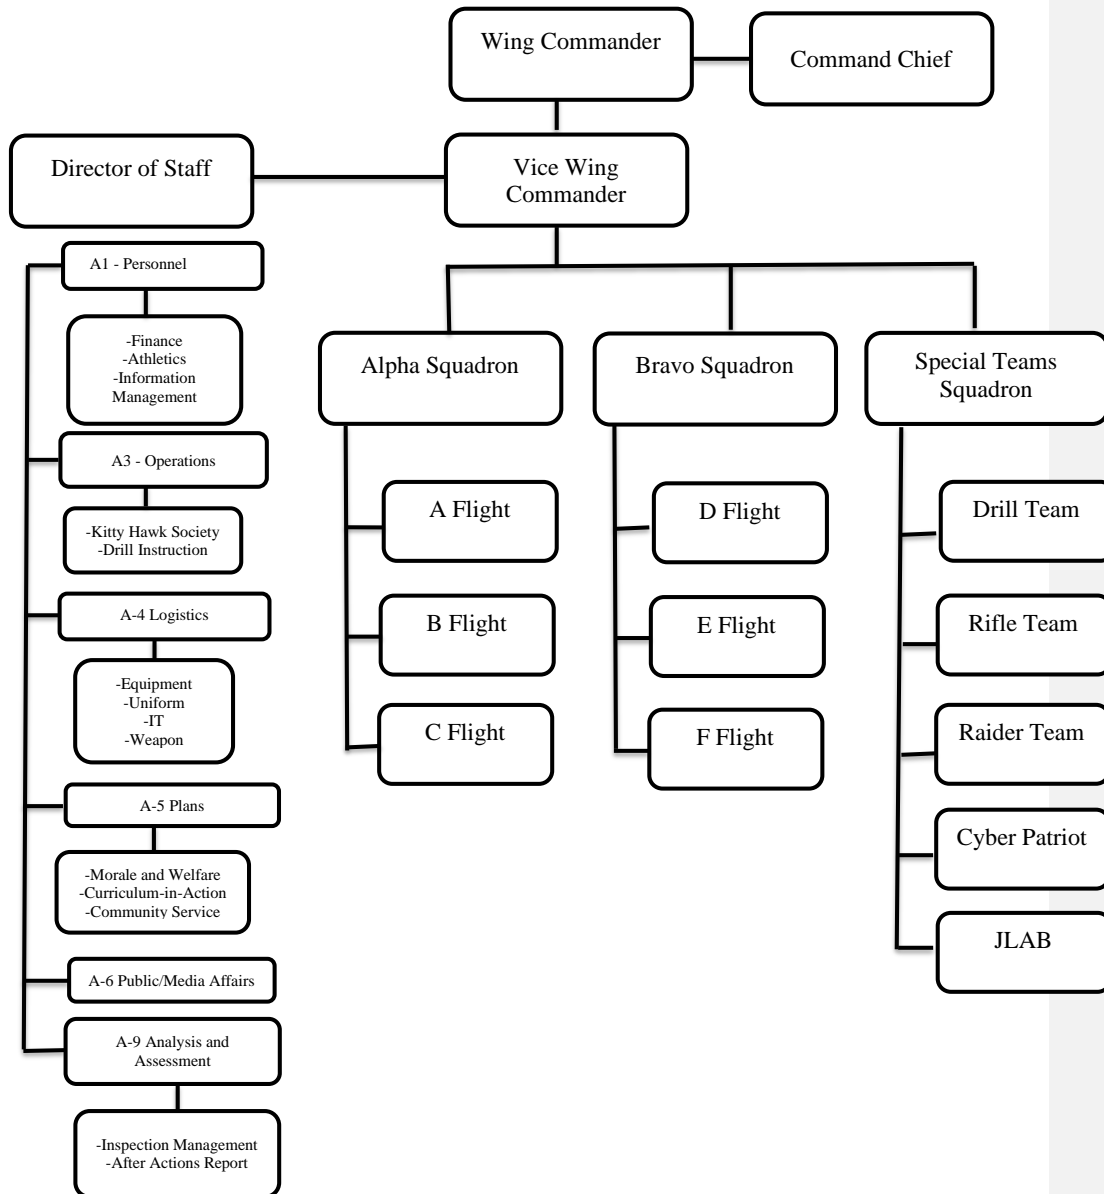 Wing Commander
Command Chief
Director of Staff
Vice Wing
Commander
A1 - Personnel
-Finance
-Athletics
-Information
Management
A3 - Operations
-Kitty Hawk Society
-Drill Instruction
A-4 Logistics
-Equipment
-Uniform
-IT
-Weapon
A-5 Plans
-Morale and Welfare
-Curriculum-in-Action
-Community Service
A-6 Public/Media Affairs
A-9 Analysis and
Assessment
-Inspection Management
-After Actions Report
Alpha Squadron
A Flight
B Flight
C Flight
Bravo Squadron
D Flight
E Flight
F Flight
Special Teams
Squadron
Drill Team
Rifle Team
Raider Team
Cyber Patriot
JLAB